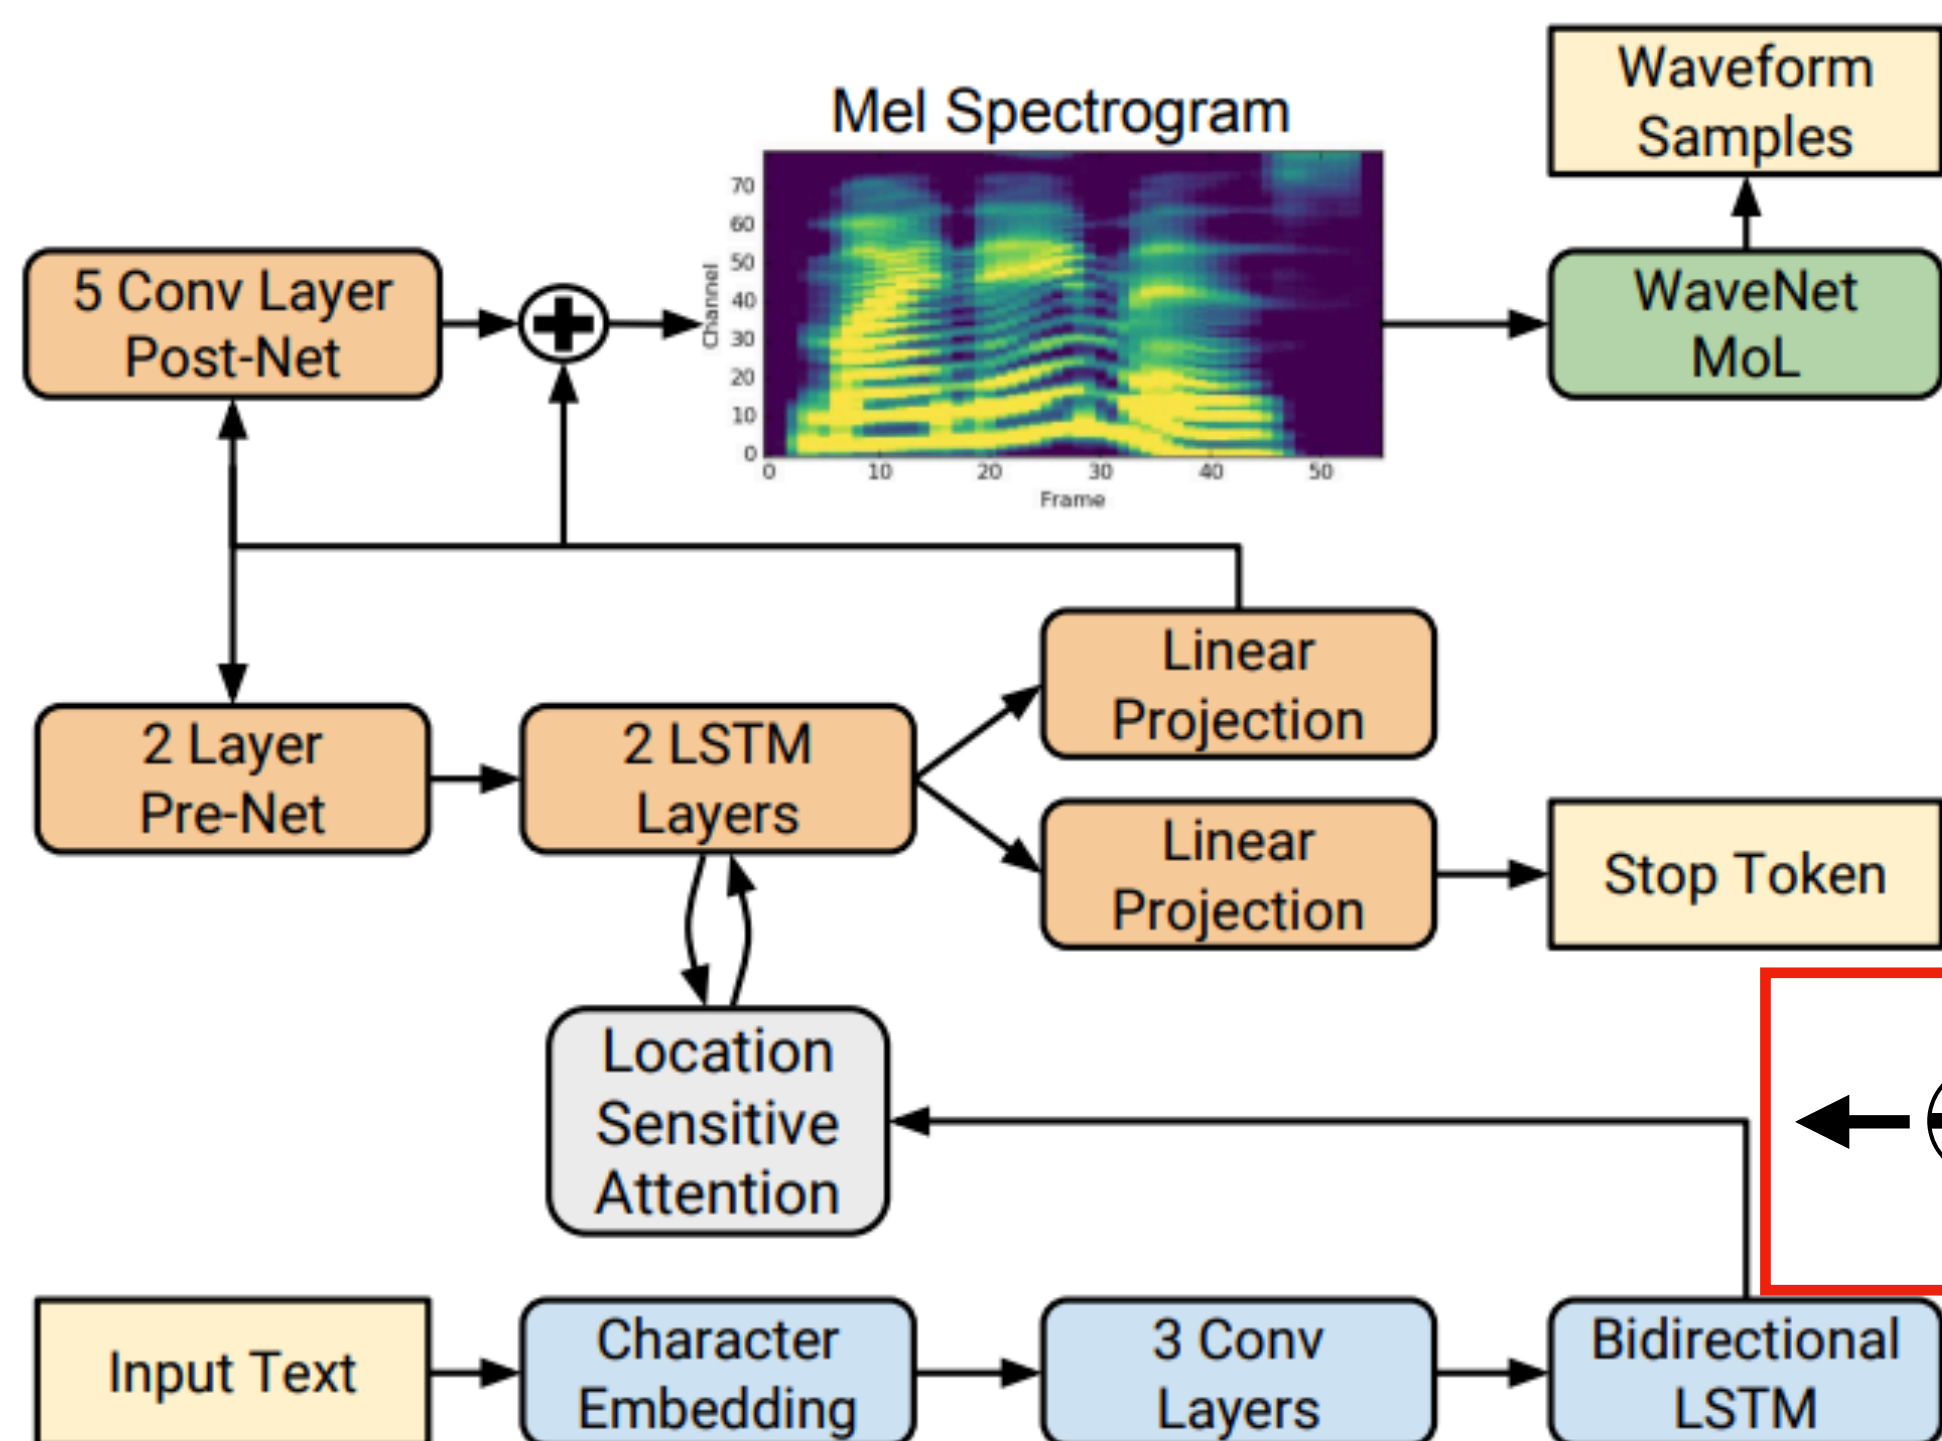 Waveform
Samples
Mel Spectrogram
70
60
50
40
30
20
10
0
Channel
0 10 20 30 40 50
Frame
5 Conv Layer
Post-Net
WaveNet
MoL
Linear
Projection
2 Layer
Pre-Net
2 LSTM
Layers
Linear
Projection
Stop Token
Location
Sensitive
Attention
Input Text
Character
Embedding
3 Conv
Layers
Bidirectional
LSTM